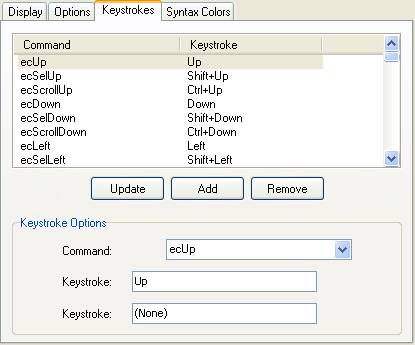 Display Options Keystrokes Syntax Colors
Command Keystroke
ecUp Up
ecSelUp Shift+Up
ecScrollUp Ctrl+Up
ecDown Down
ecSelDown Shift+Down
ecScrollDown Ctrl+Down
ecLeft Left
ecSelLeft Shift+Left
Update Add Remove
Keystroke Options
Command: ecUp
Keystroke: Up
Keystroke: (None)